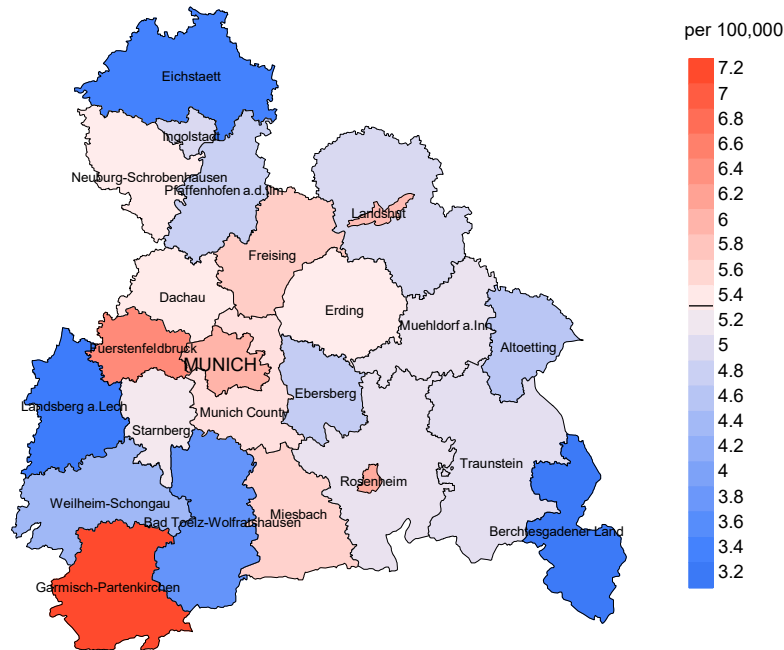 per 100,000
7.2
7
6.8
6.6
6.4
6.2
6
5.8
5.6
5.4
5.2
5
4.8
4.6
4.4
4.2
4
3.8
3.6
3.4
3.2
Eichstaett
Ingolstadt
Neuburg-Schrobenhausen
Pfaffenhofen a.d.Ilm
Landshut
Freising
Dachau
Erding
Muehldorf a.Inn
Altoetting
Fuerstenfeldbruck
MUNICH
Ebersberg
Landsberg a.Lech
Munich County
Starnberg
Traunstein
Rosenheim
Weilheim-Schongau
Miesbach
Bad Toelz-Wolfratshausen
Berchtesgadener Land
Garmisch-Partenkirchen